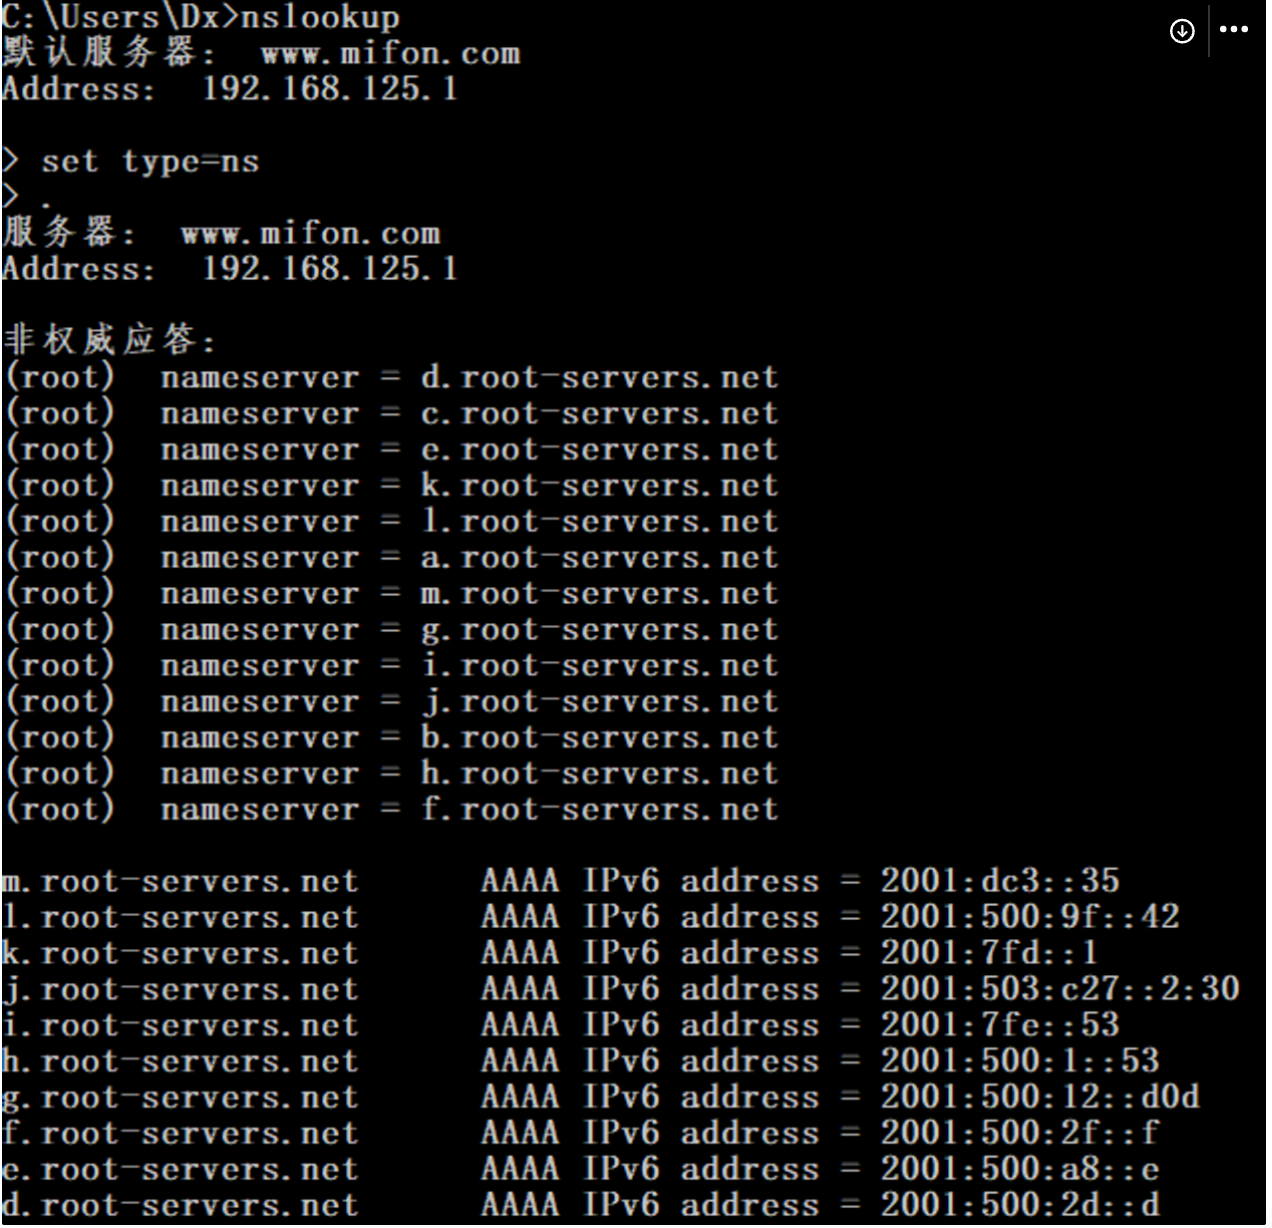 C:\Users\Dx>nslookup
默认服务器:  www.mifon.com
Address:  192.168.125.1
> set type=ns
> .
服务器:  www.mifon.com
Address:  192.168.125.1
非权威应答:
(root)  nameserver = d.root-servers.net
(root)  nameserver = c.root-servers.net
(root)  nameserver = e.root-servers.net
(root)  nameserver = k.root-servers.net
(root)  nameserver = l.root-servers.net
(root)  nameserver = a.root-servers.net
(root)  nameserver = m.root-servers.net
(root)  nameserver = g.root-servers.net
(root)  nameserver = i.root-servers.net
(root)  nameserver = j.root-servers.net
(root)  nameserver = b.root-servers.net
(root)  nameserver = h.root-servers.net
(root)  nameserver = f.root-servers.net
m.root-servers.net      AAAA IPv6 address = 2001:dc3::35
l.root-servers.net      AAAA IPv6 address = 2001:500:9f::42
k.root-servers.net      AAAA IPv6 address = 2001:7fd::1
j.root-servers.net      AAAA IPv6 address = 2001:503:c27::2:30
i.root-servers.net      AAAA IPv6 address = 2001:7fe::53
h.root-servers.net      AAAA IPv6 address = 2001:500:1::53
g.root-servers.net      AAAA IPv6 address = 2001:500:12::d0d
f.root-servers.net      AAAA IPv6 address = 2001:500:2f::f
e.root-servers.net      AAAA IPv6 address = 2001:500:a8::e
d.root-servers.net      AAAA IPv6 address = 2001:500:2d::d